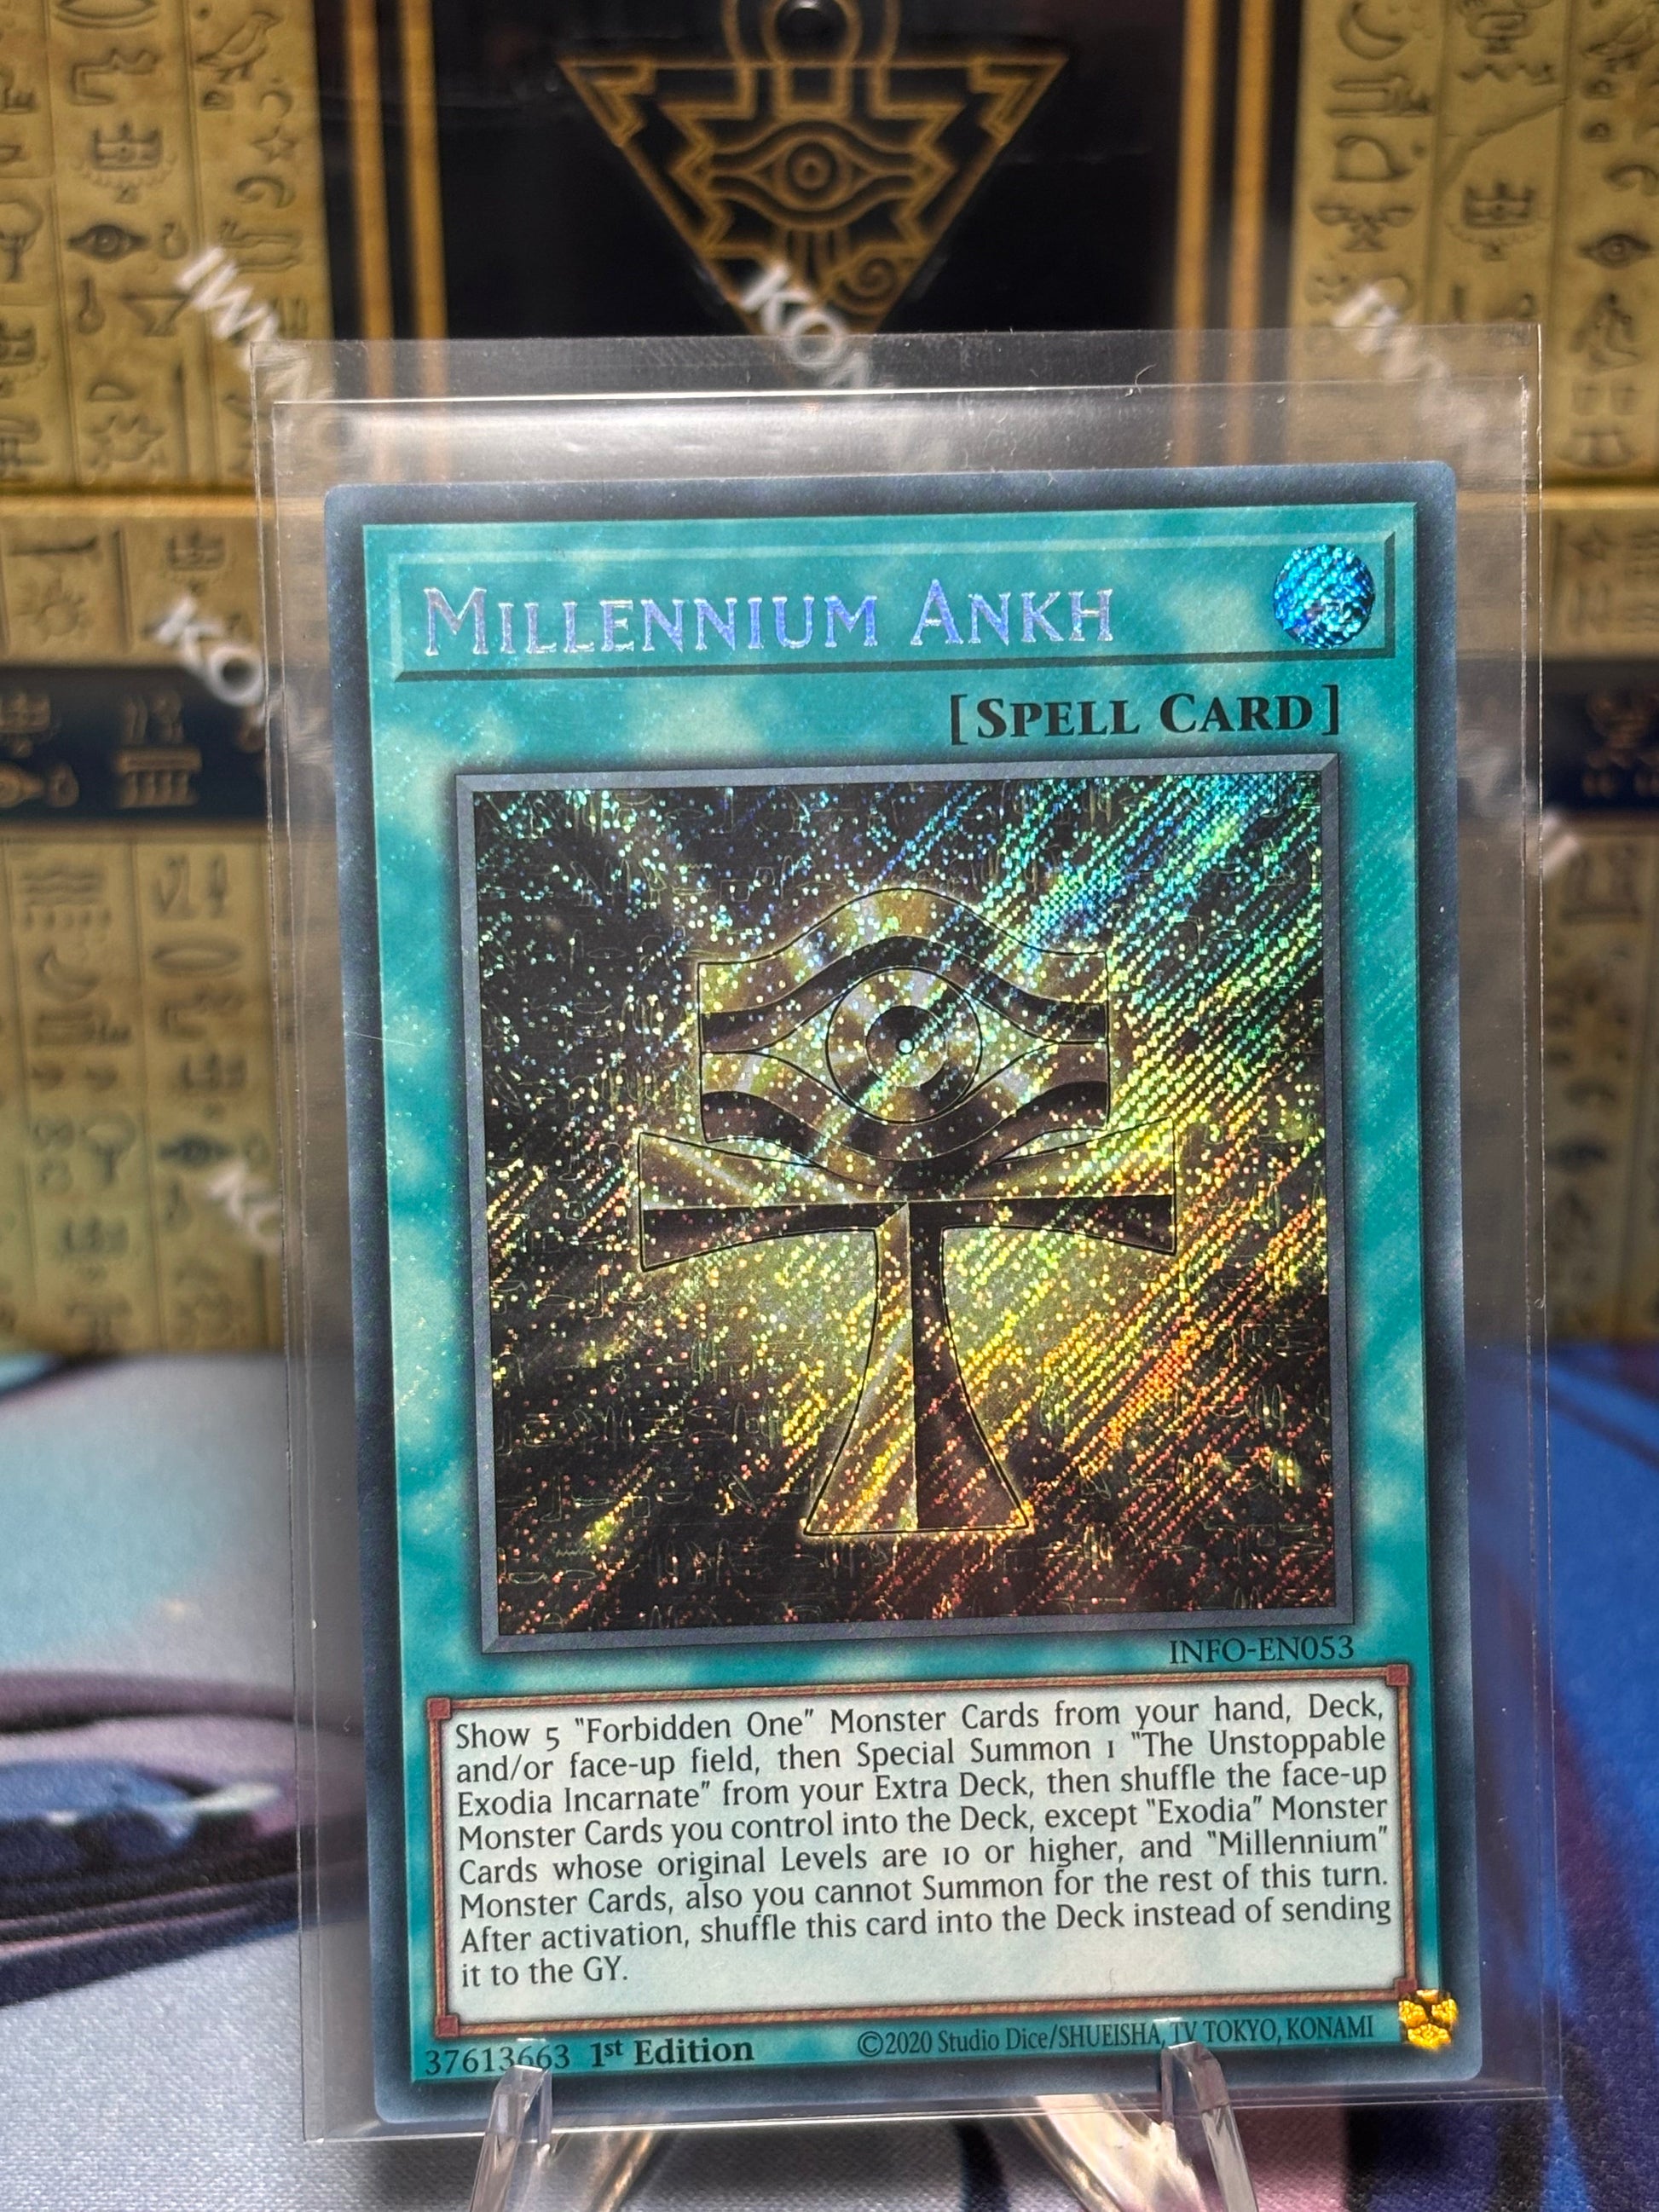 KON
MILLENNIUM ANKH
KO
[SPELL CARD]
KO
INFO-EN053
Show 5 "Forbidden One" Monster Cards from your hand, Deck,
and/or face-up field, then Special Summon 1 "The Unstoppable
Exodia Incarnate" from your Extra Deck, then shuffle the face-up
Monster Cards you control into the Deck, except "Exodia" Monster
Cards whose original Levels are 10 or higher, and "Millennium"
Monster Cards, also you cannot Summon for the rest of this turn.
After activation, shuffle this card into the Deck instead of sending
it to the GY.
37613663 1st Edition ©2020 Studio Dice/SHUEISHA, TV TOKYO, KONAMI